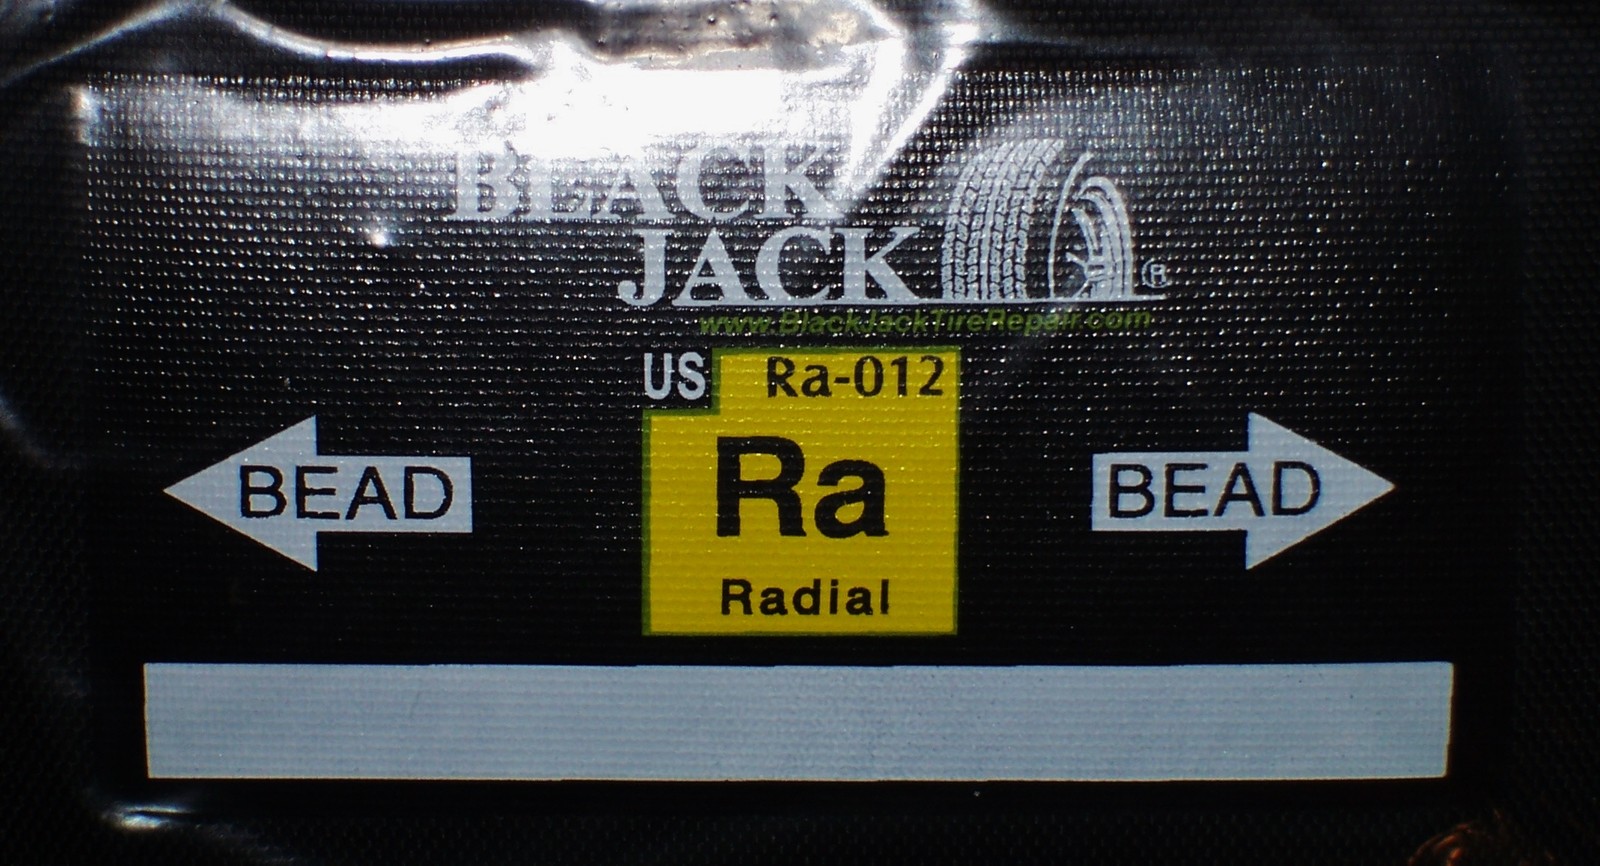 BLACK
JACK ®
www.BlackJackTireRepair.com
US Ra-012
BEAD Ra BEAD
Radial